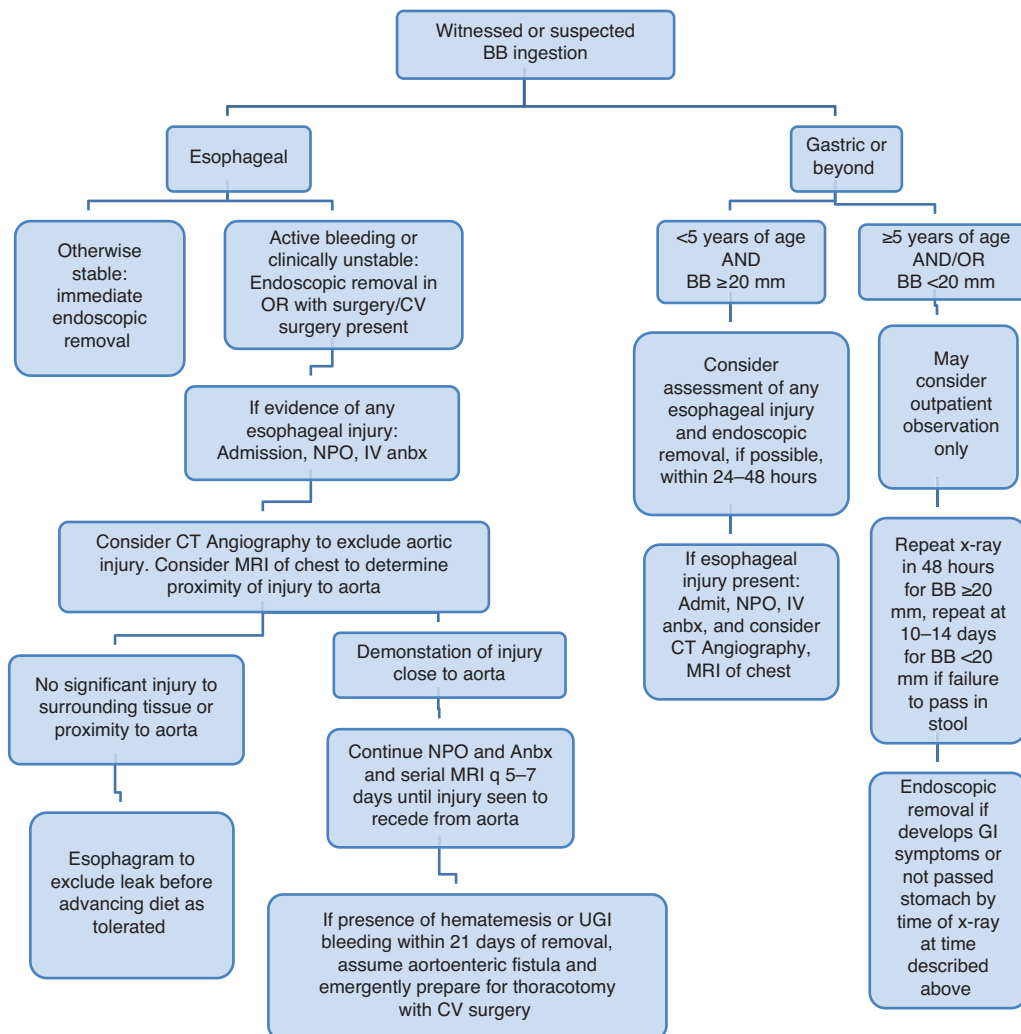 Witnessed or suspected
BB ingestion
Esophageal
Gastric or
beyond
Otherwise
stable:
immediate
endoscopic
removal
Active bleeding or
clinically unstable:
Endoscopic removal in
OR with surgery/CV
surgery present
<5 years of age
AND
BB ≥20 mm
≥5 years of age
AND/OR
BB <20 mm
If evidence of any
esophageal injury:
Admission, NPO, IV anbx
Consider
assessment of any
esophageal injury
and endoscopic
removal, if possible,
within 24–48 hours
May
consider
outpatient
observation
only
Consider CT Angiography to exclude aortic
injury. Consider MRI of chest to determine
proximity of injury to aorta
If esophageal
injury present:
Admit, NPO, IV
anbx, and consider
CT Angiography,
MRI of chest
Repeat x-ray
in 48 hours
for BB ≥20
mm, repeat at
10–14 days
for BB <20
mm if failure
to pass in
stool
No significant injury to
surrounding tissue or
proximity to aorta
Demonstation of injury
close to aorta
Continue NPO and Anbx
and serial MRI q 5–7
days until injury seen to
recede from aorta
Esophagram to
exclude leak before
advancing diet as
tolerated
If presence of hematemesis or UGI
bleeding within 21 days of removal,
assume aortoenteric fistula and
emergently prepare for thoracotomy
with CV surgery
Endoscopic
removal if
develops GI
symptoms or
not passed
stomach by
time of x-ray
at time
described
above